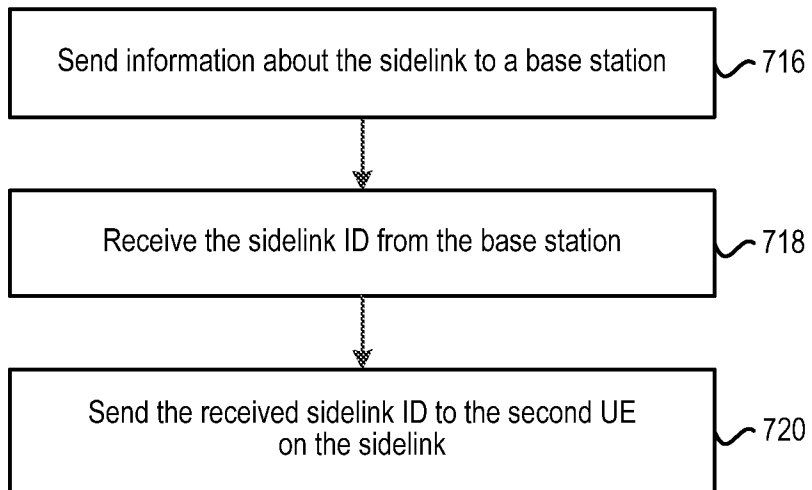 Send information about the sidelink to a base station
716
Receive the sidelink ID from the base station
718
Send the received sidelink ID to the second UE
on the sidelink
720